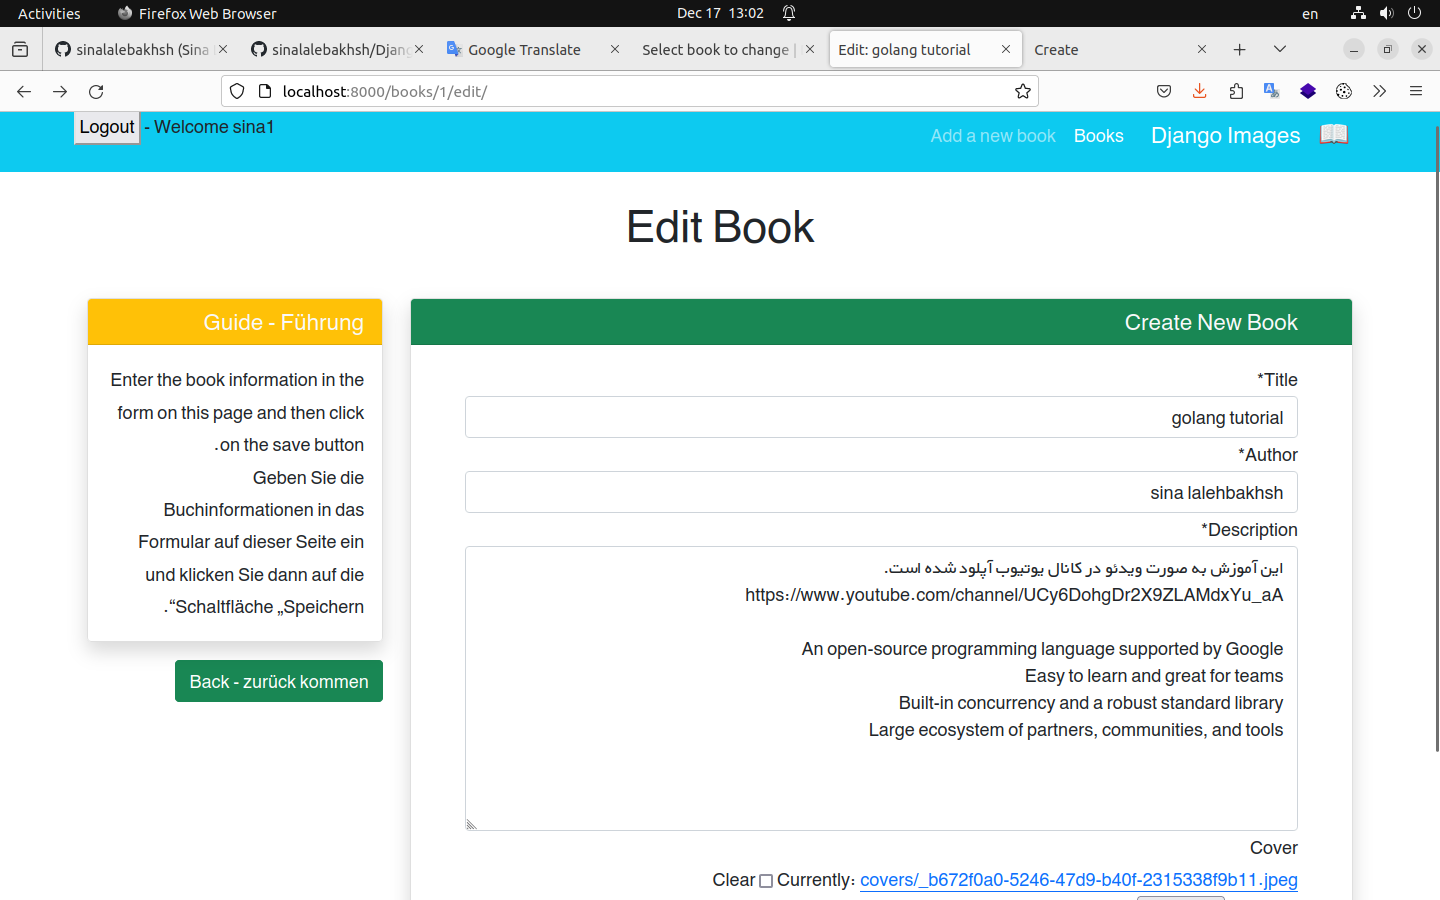 Activities
Firefox Web Browser
Dec 17 13:02
en
sinalalebakhsh (Sina
sinalalebakhsh/Djang
Google Translate
Select book to change |
Edit: golang tutorial
Create
localhost:8000/books/1/edit/
Logout - Welcome sina1
Add a new book
Books
Django Images
Edit Book
Guide - Führung
Enter the book information in the
form on this page and then click
.on the save button
Geben Sie die
Buchinformationen in das
Formular auf dieser Seite ein
und klicken Sie dann auf die
.“Schaltfläche „Speichern
Back - zurück kommen
Create New Book
*Title
golang tutorial
*Author
sina lalehbakhsh
*Description
این آموزش به صورت ویدئو در کانال یوتیوب آپلود شده است.
https://www.youtube.com/channel/UCy6DohgDr2X9ZLAMdxYu_aA
An open-source programming language supported by Google
Easy to learn and great for teams
Built-in concurrency and a robust standard library
Large ecosystem of partners, communities, and tools
Cover
Clear Currently: covers/_b672f0a0-5246-47d9-b40f-2315338f9b11.jpeg